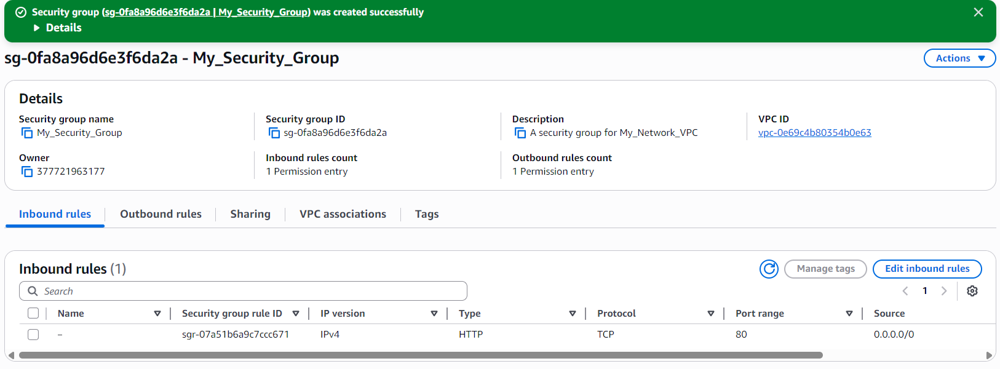 Security group (sg-0fa8a96d6e3f6da2a | My_Security_Group) was created successfully
Details
sg-0fa8a96d6e3f6da2a - My_Security_Group
Actions
Details
Security group name
Security group ID
Description
VPC ID
My_Security_Group
sg-0fa8a96d6e3f6da2a
A security group for My_Network_VPC
vpc-0e69c4b80354b0e63
Owner
Inbound rules count
Outbound rules count
377721963177
1 Permission entry
1 Permission entry
Inbound rules
Outbound rules
Sharing
VPC associations
Tags
Inbound rules (1)
Manage tags
Edit inbound rules
Search
1
Name
Security group rule ID
IP version
Type
Protocol
Port range
Source
–
sgr-07a51b6a9c7ccc671
IPv4
HTTP
TCP
80
0.0.0.0/0